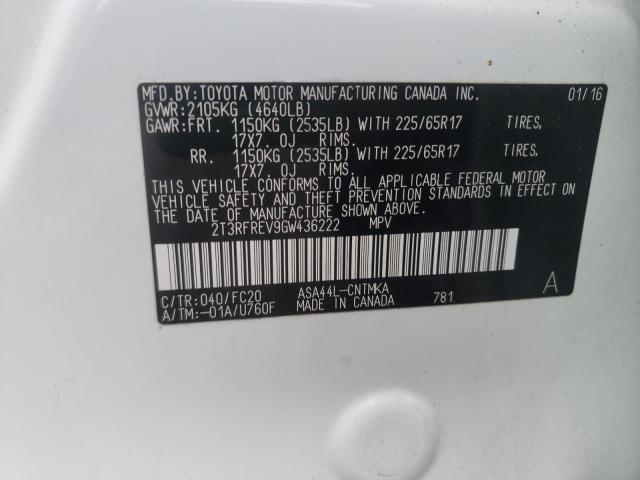 MFD.BY:TOYOTA MOTOR MANUFACTURING CANADA INC. 01/16
GVWR:2105KG (4640LB)
GAWR:FRT. 1150KG (2535LB) WITH 225/65R17 TIRES,
17X7.0J RIMS.
RR. 1150KG (2535LB) WITH 225/65R17 TIRES,
17X7.0J RIMS.
THIS VEHICLE CONFORMS TO ALL APPLICABLE FEDERAL MOTOR
VEHICLE SAFETY AND THEFT PREVENTION STANDARDS IN EFFECT ON
THE DATE OF MANUFACTURE SHOWN ABOVE.
2T3RFREV9GW436222 MPV
C/TR:040/FC20 ASA44L-CNTMKA
A/TM:-01A/U760F MADE IN CANADA 781 A